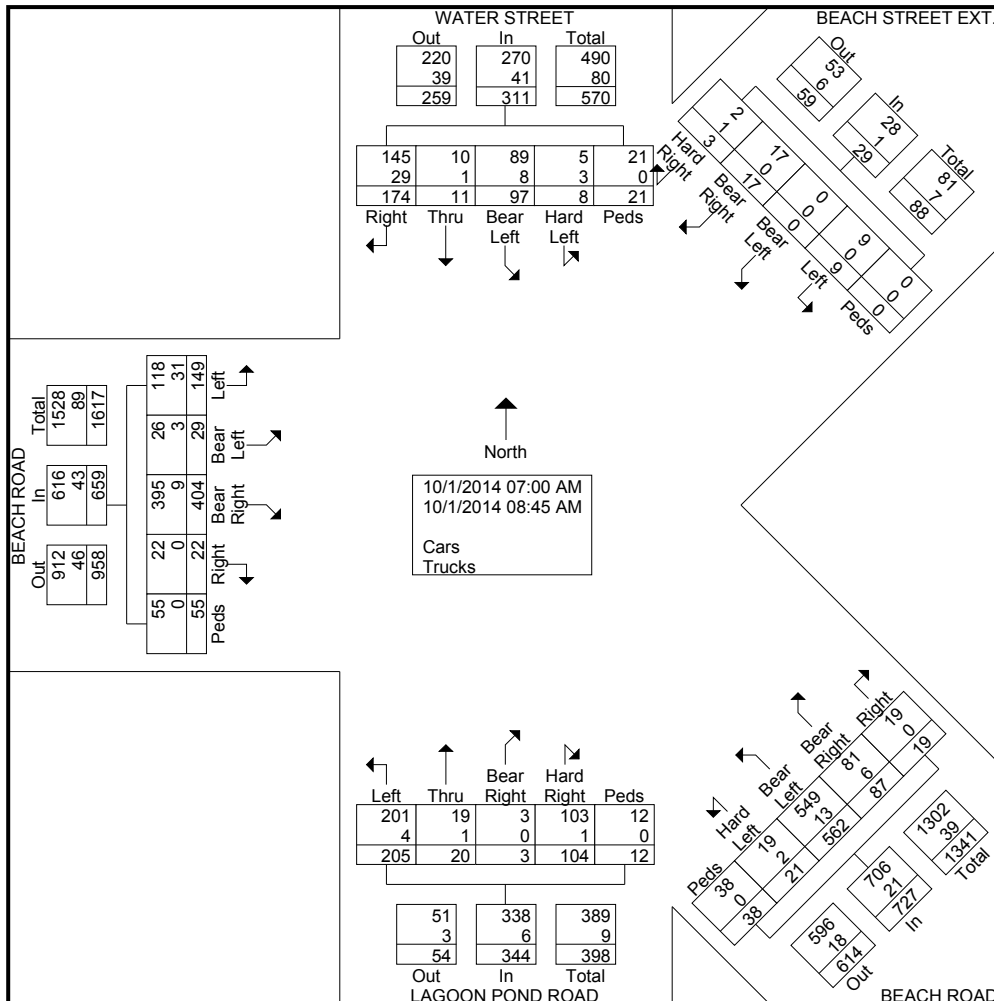 WATER STREET
Out In Total
220 270 490
39 41 80
259 311 570
145 10 89 5 21
29 1 8 3 0
174 11 97 8 21
Right Thru Bear Left Hard Left Peds
BEACH STREET EXT.
Out
53
6
59
In
28
1
29
Total
81
7
88
2 17 0 9 0
1 0 0 0 0
3 17 0 9 0
Hard Right Bear Right Bear Left Left Peds
BEACH ROAD
Total
1528
89
1617
In
616
43
659
Out
912
46
958
118 31 149 Left
26 3 29 Bear Left
395 9 404 Bear Right
22 0 22 Right
55 0 55 Peds
North
10/1/2014 07:00 AM
10/1/2014 08:45 AM
Cars
Trucks
Left Thru Bear Right Hard Right Peds
201 19 3 103 12
4 1 0 1 0
205 20 3 104 12
51 338 389
3 6 9
54 344 398
Out In Total
LAGOON POND ROAD
Peds Hard Left Bear Left Bear Right Right
38 19 549 81 19
0 2 13 6 0
38 21 562 87 19
596
18
614
Out
706
21
727
In
1302
39
1341
Total
BEACH ROAD